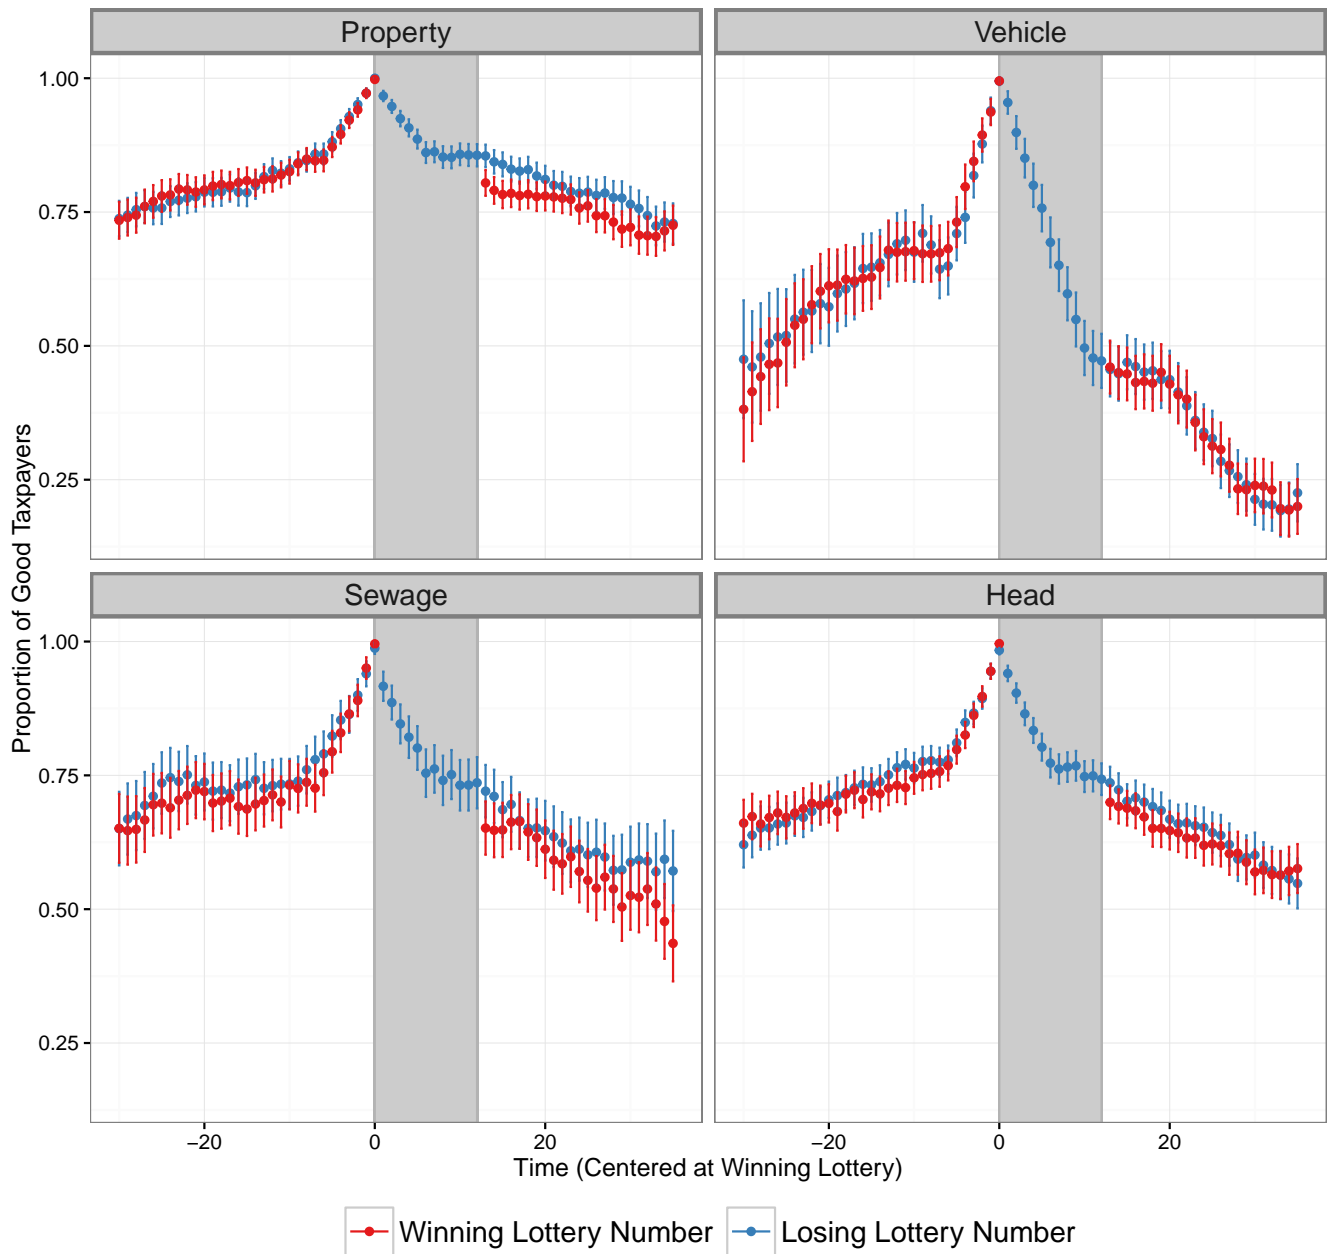 Property
Vehicle
1.00
0.75
0.50
0.25
Sewage
Head
1.00
0.75
0.50
0.25
Proportion of Good Taxpayers
−20
0
20
−20
0
20
Time (Centered at Winning Lottery)
Winning Lottery Number
Losing Lottery Number